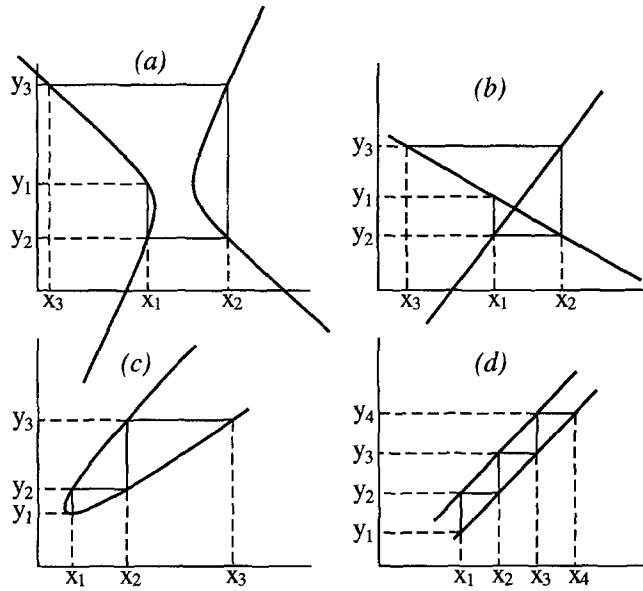 (a)
y₃
y₁
y₂
x₃ x₁ x₂
(b)
y₃
y₁
y₂
x₃ x₁ x₂
(c)
y₃
y₂
y₁
x₁ x₂ x₃
(d)
y₄
y₃
y₂
y₁
x₁ x₂ x₃ x₄